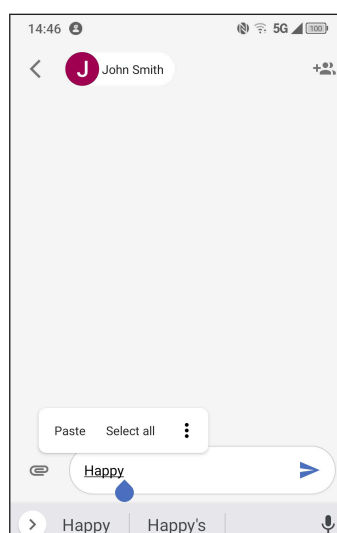 14:46 5G 100
J John Smith
Paste Select all
Happy
Happy Happy's